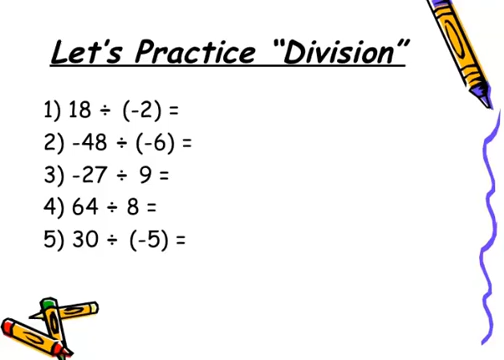 Let's Practice "Division"
1) 18 ÷ (-2) =
2) -48 ÷ (-6) =
3) -27 ÷ 9 =
4) 64 ÷ 8 =
5) 30 ÷ (-5) =